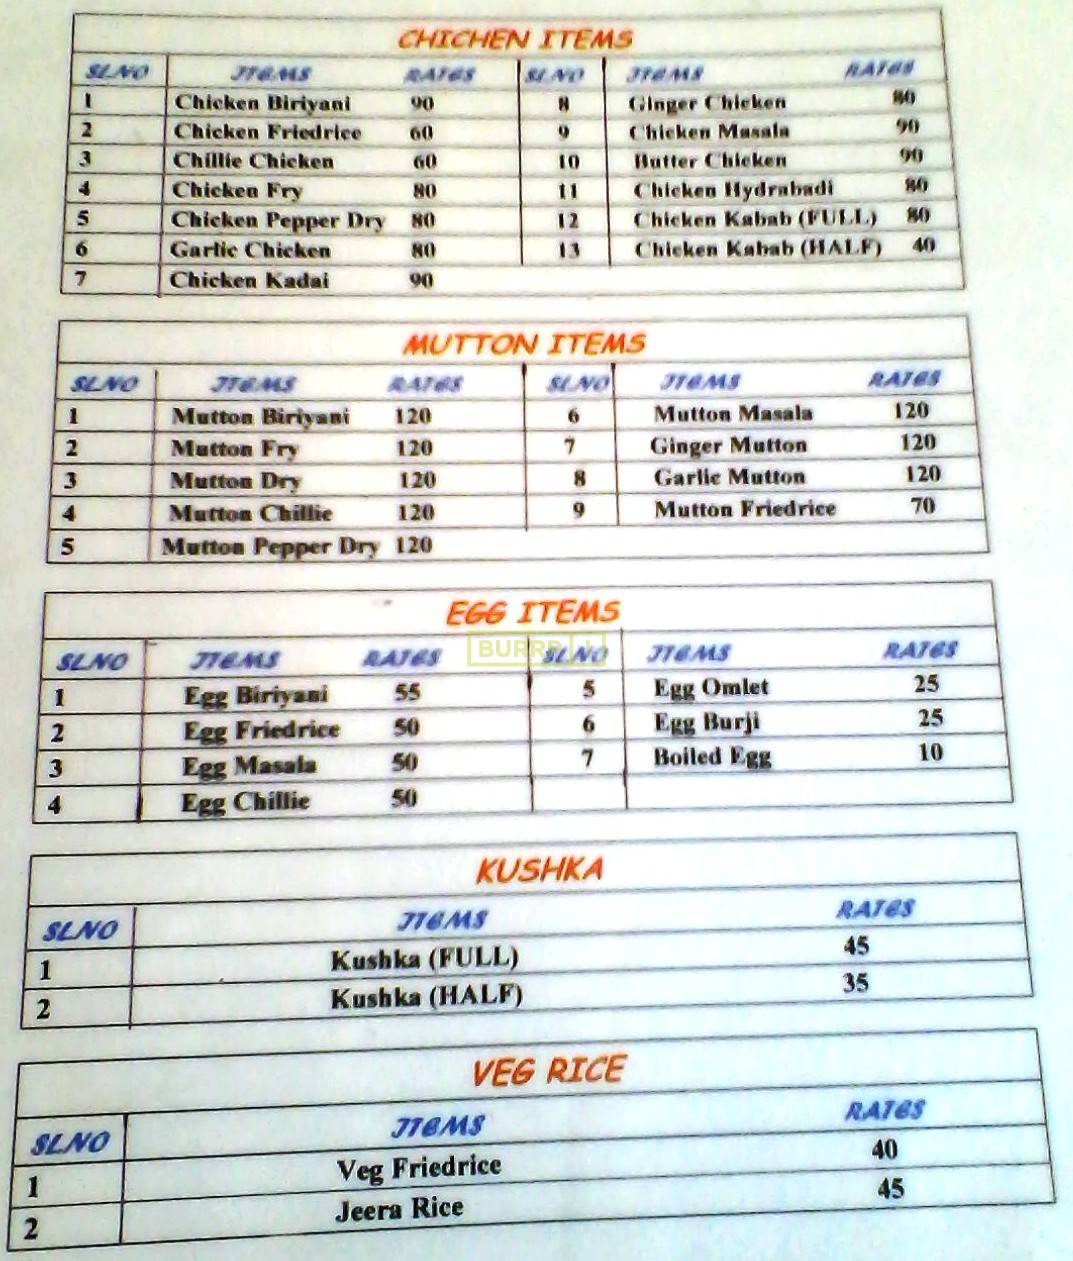 CHICHEN ITEMS
SLNO ITEMS RATES SLNO ITEMS RATES
1 Chicken Biriyani 90 8 Ginger Chicken 80
2 Chicken Friedrice 60 9 Chicken Masala 90
3 Chillie Chicken 60 10 Butter Chicken 90
4 Chicken Fry 80 11 Chicken Hydrabadi 80
5 Chicken Pepper Dry 80 12 Chicken Kabab (FULL) 80
6 Garlic Chicken 80 13 Chicken Kabab (HALF) 40
7 Chicken Kadai 90
MUTTON ITEMS
SLNO ITEMS RATES SLNO ITEMS RATES
1 Mutton Biriyani 120 6 Mutton Masala 120
2 Mutton Fry 120 7 Ginger Mutton 120
3 Mutton Dry 120 8 Garlic Mutton 120
4 Mutton Chillie 120 9 Mutton Friedrice 70
5 Mutton Pepper Dry 120
EGG ITEMS
BURRP
SLNO ITEMS RATES SLNO ITEMS RATES
1 Egg Biriyani 55 5 Egg Omlet 25
2 Egg Friedrice 50 6 Egg Burji 25
3 Egg Masala 50 7 Boiled Egg 10
4 Egg Chillie 50
KUSHKA
SLNO ITEMS RATES
1 Kushka (FULL) 45
2 Kushka (HALF) 35
VEG RICE
SLNO ITEMS RATES
1 Veg Friedrice 40
2 Jeera Rice 45